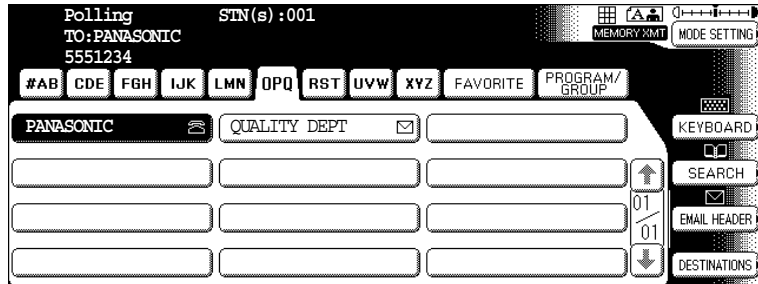 Polling STN(s):001
TO:PANASONIC
MEMORY XMT
MODE SETTING
5551234
#AB CDE FGH IJK LMN OPQ RST UVW XYZ FAVORITE PROGRAM/
GROUP
PANASONIC QUALITY DEPT
KEYBOARD
SEARCH
01
01
EMAIL HEADER
DESTINATIONS